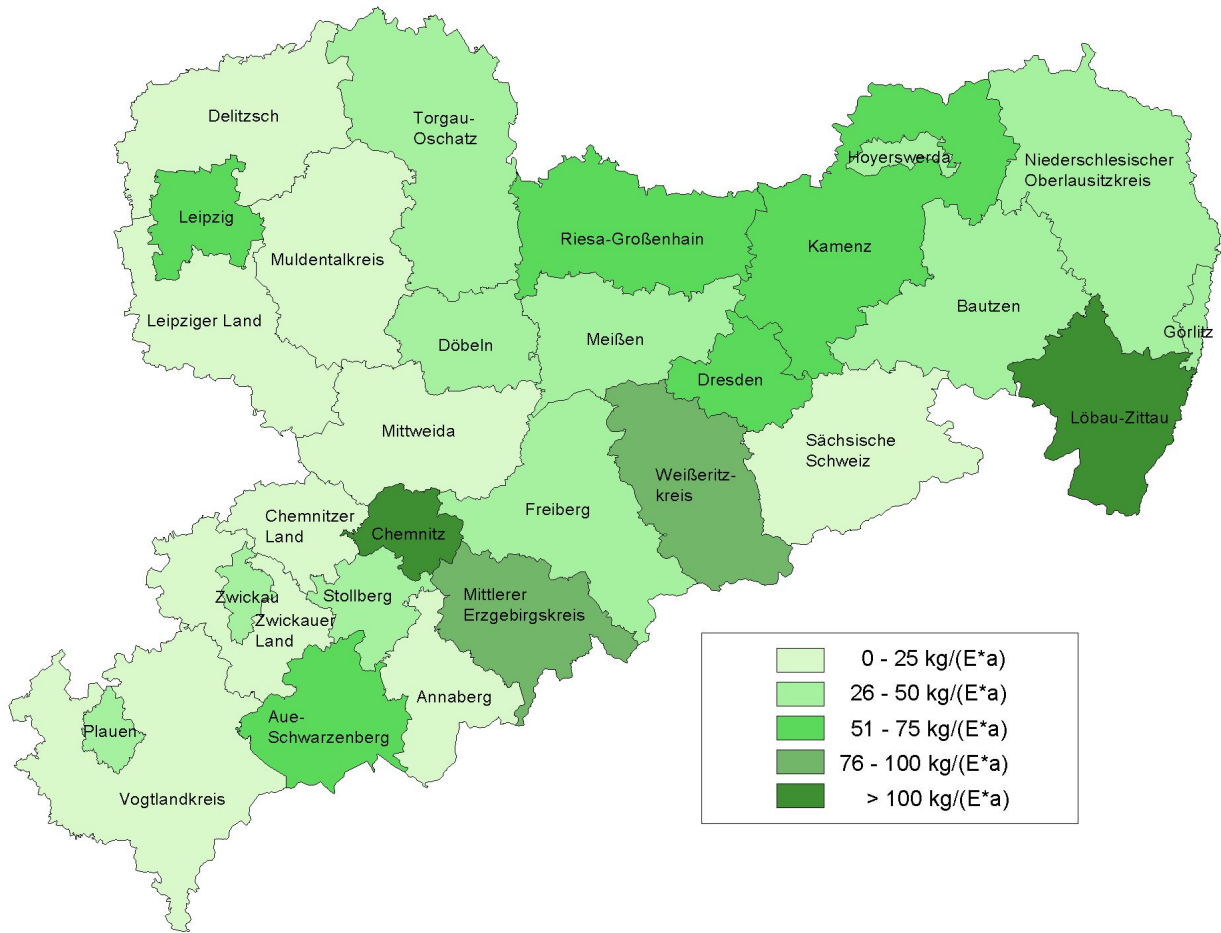 Delitzsch
Torgau-
Oschatz
Hoyerswerda
Niederschlesischer
Oberlausitzkreis
Leipzig
Riesa-Großenhain
Kamenz
Muldentalkreis
Leipziger Land
Döbeln
Meißen
Bautzen
Görlitz
Dresden
Mittweida
Sächsische
Schweiz
Löbau-Zittau
Weißeritz-
kreis
Freiberg
Chemnitzer
Land
Chemnitz
Zwickau
Zwickauer
Land
Stollberg
Mittlerer
Erzgebirgskreis
Annaberg
Aue-
Schwarzenberg
Plauen
Vogtlandkreis
0 - 25 kg/(E*a)
26 - 50 kg/(E*a)
51 - 75 kg/(E*a)
76 - 100 kg/(E*a)
> 100 kg/(E*a)